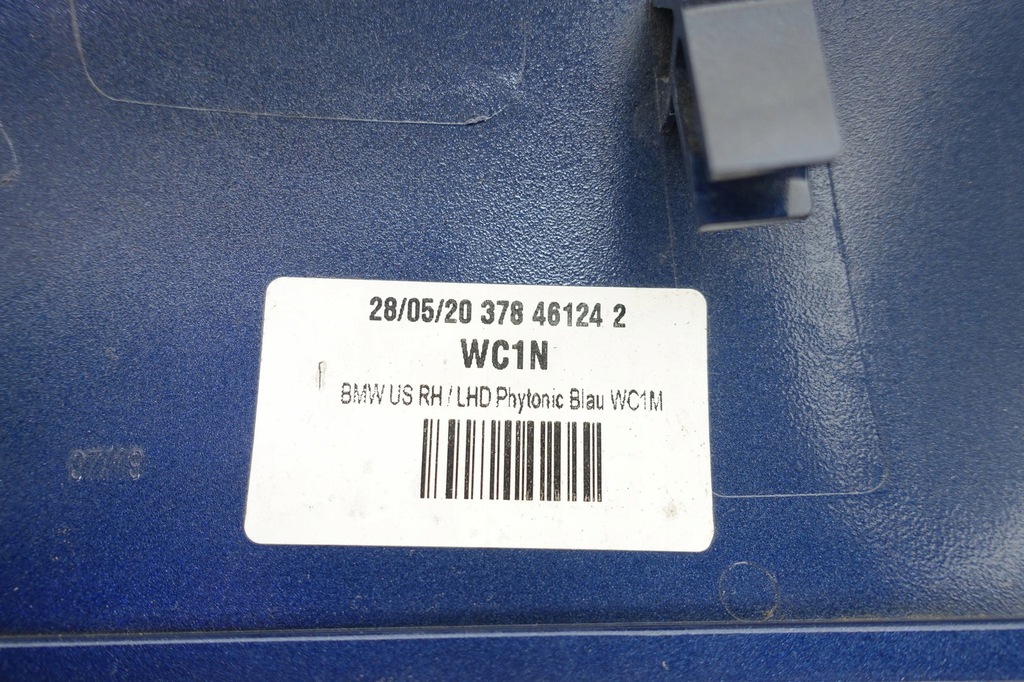 28/05/20 378 46124 2
WC1N
BMW US RH / LHD Phytonic Blau WC1M